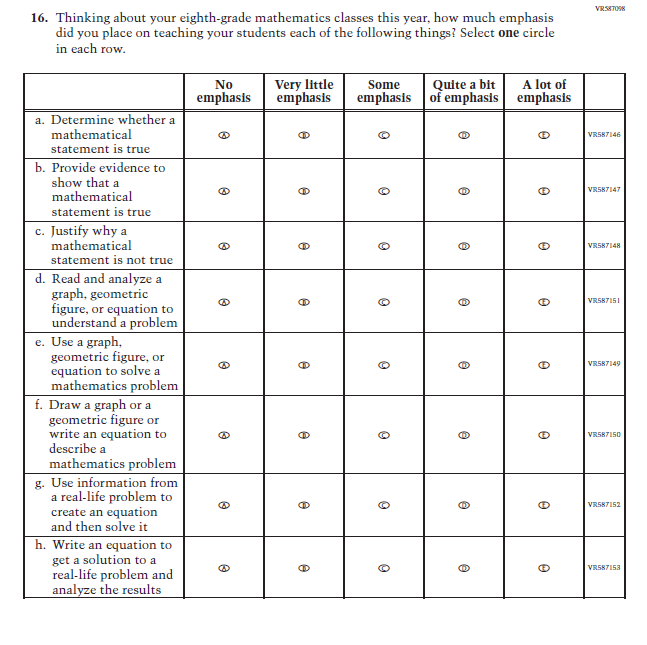 VR587098
16. Thinking about your eighth-grade mathematics classes this year, how much emphasis
did you place on teaching your students each of the following things? Select one circle
in each row.
No emphasis
Very little emphasis
Some emphasis
Quite a bit of emphasis
A lot of emphasis
a. Determine whether a
mathematical
statement is true
A B C D E VR587146
b. Provide evidence to
show that a
mathematical
statement is true
A B C D E VR587147
c. Justify why a
mathematical
statement is not true
A B C D E VR587148
d. Read and analyze a
graph, geometric
figure, or equation to
understand a problem
A B C D E VR587151
e. Use a graph,
geometric figure, or
equation to solve a
mathematics problem
A B C D E VR587149
f. Draw a graph or a
geometric figure or
write an equation to
describe a
mathematics problem
A B C D E VR587150
g. Use information from
a real-life problem to
create an equation
and then solve it
A B C D E VR587152
h. Write an equation to
get a solution to a
real-life problem and
analyze the results
A B C D E VR587153